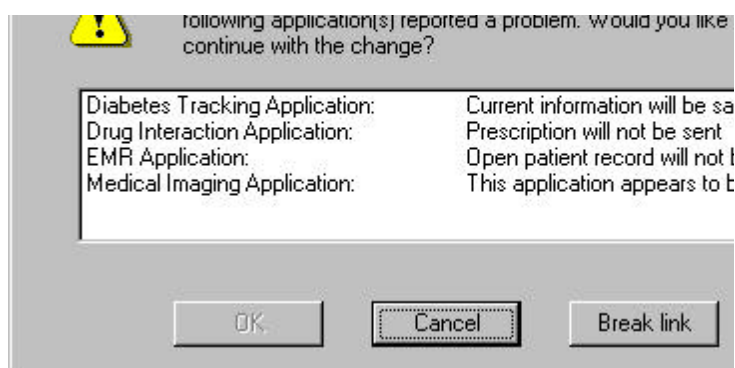 following application(s) reported a problem. Would you like
continue with the change?
Diabetes Tracking Application: Current information will be sa
Drug Interaction Application: Prescription will not be sent
EMR Application: Open patient record will not b
Medical Imaging Application: This application appears to b
OK Cancel Break link